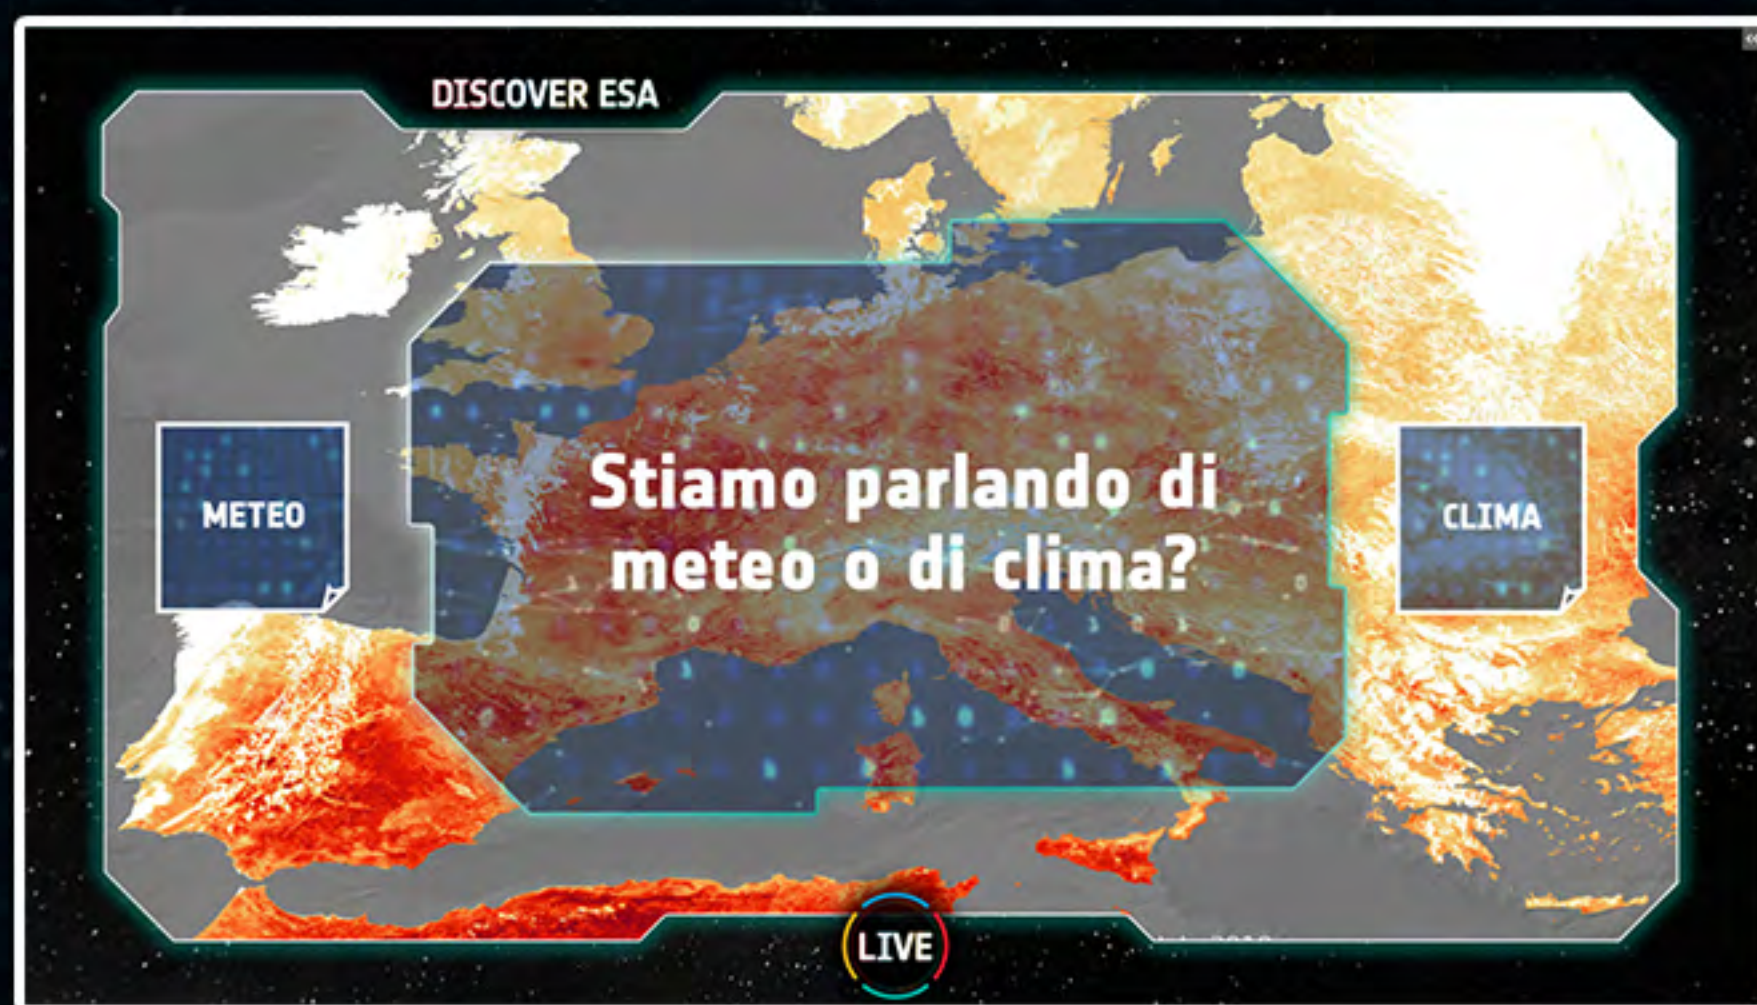 DISCOVER ESA
METEO
Stiamo parlando di
meteo o di clima?
CLIMA
LIVE